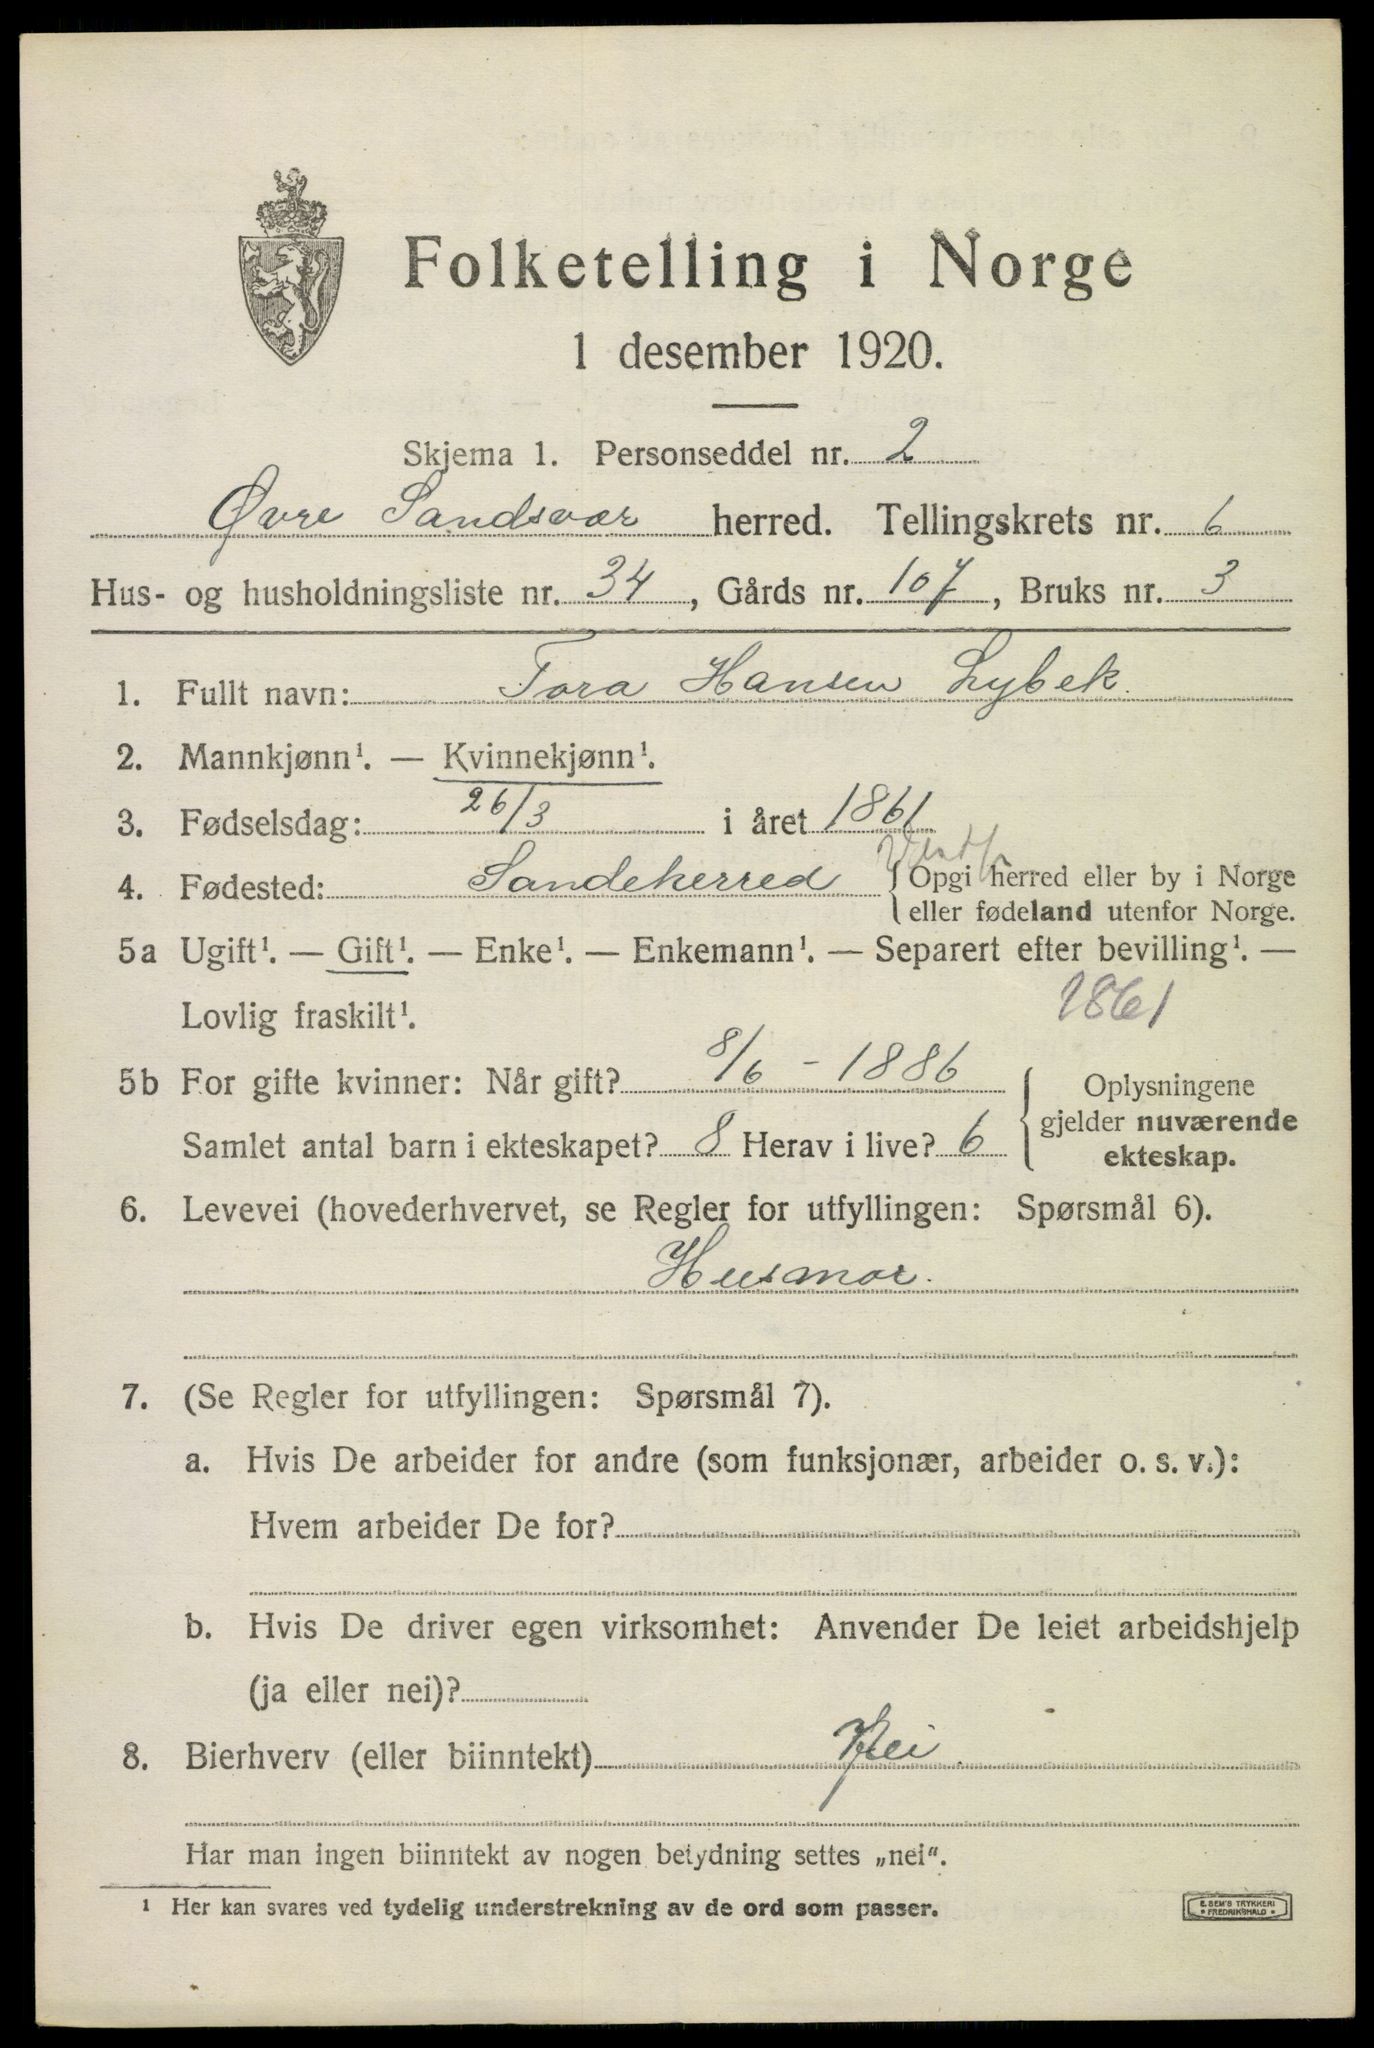 Folketelling i Norge
1 desember 1920.
Skjema 1. Personseddel nr. 2
Øvre Sandsvær herred. Tellingskrets nr. 6
Hus- og husholdningsliste nr. 34, Gårds nr. 107, Bruks nr. 3
1. Fullt navn: Tora Hansen Lybek.
2. Mannkjønn¹. — Kvinnekjønn¹.
3. Fødselsdag: 26/3 i året 1861
4. Fødested: Sandeherred { Opgi herred eller by i Norge
eller fødeland utenfor Norge.
5a Ugift¹. — Gift¹. — Enke¹. — Enkemann¹. — Separert efter bevilling¹. —
Lovlig fraskilt¹. 1861
5b For gifte kvinner: Når gift? 8/6 - 1886
Samlet antal barn i ekteskapet? 8 Herav i live? 6
Oplysningene
gjelder nuværende
ekteskap.
6. Levevei (hovederhvervet, se Regler for utfyllingen: Spørsmål 6).
Husmor.
7. (Se Regler for utfyllingen: Spørsmål 7).
a. Hvis De arbeider for andre (som funksjonær, arbeider o. s. v.):
Hvem arbeider De for?
b. Hvis De driver egen virksomhet: Anvender De leiet arbeidshjelp
(ja eller nei)?
8. Bierhverv (eller biinntekt) Nei.
Har man ingen biinntekt av nogen betydning settes „nei".
¹ Her kan svares ved tydelig understrekning av de ord som passer.
E. SEM'S TRYKKERI
FREDRIKSHALD